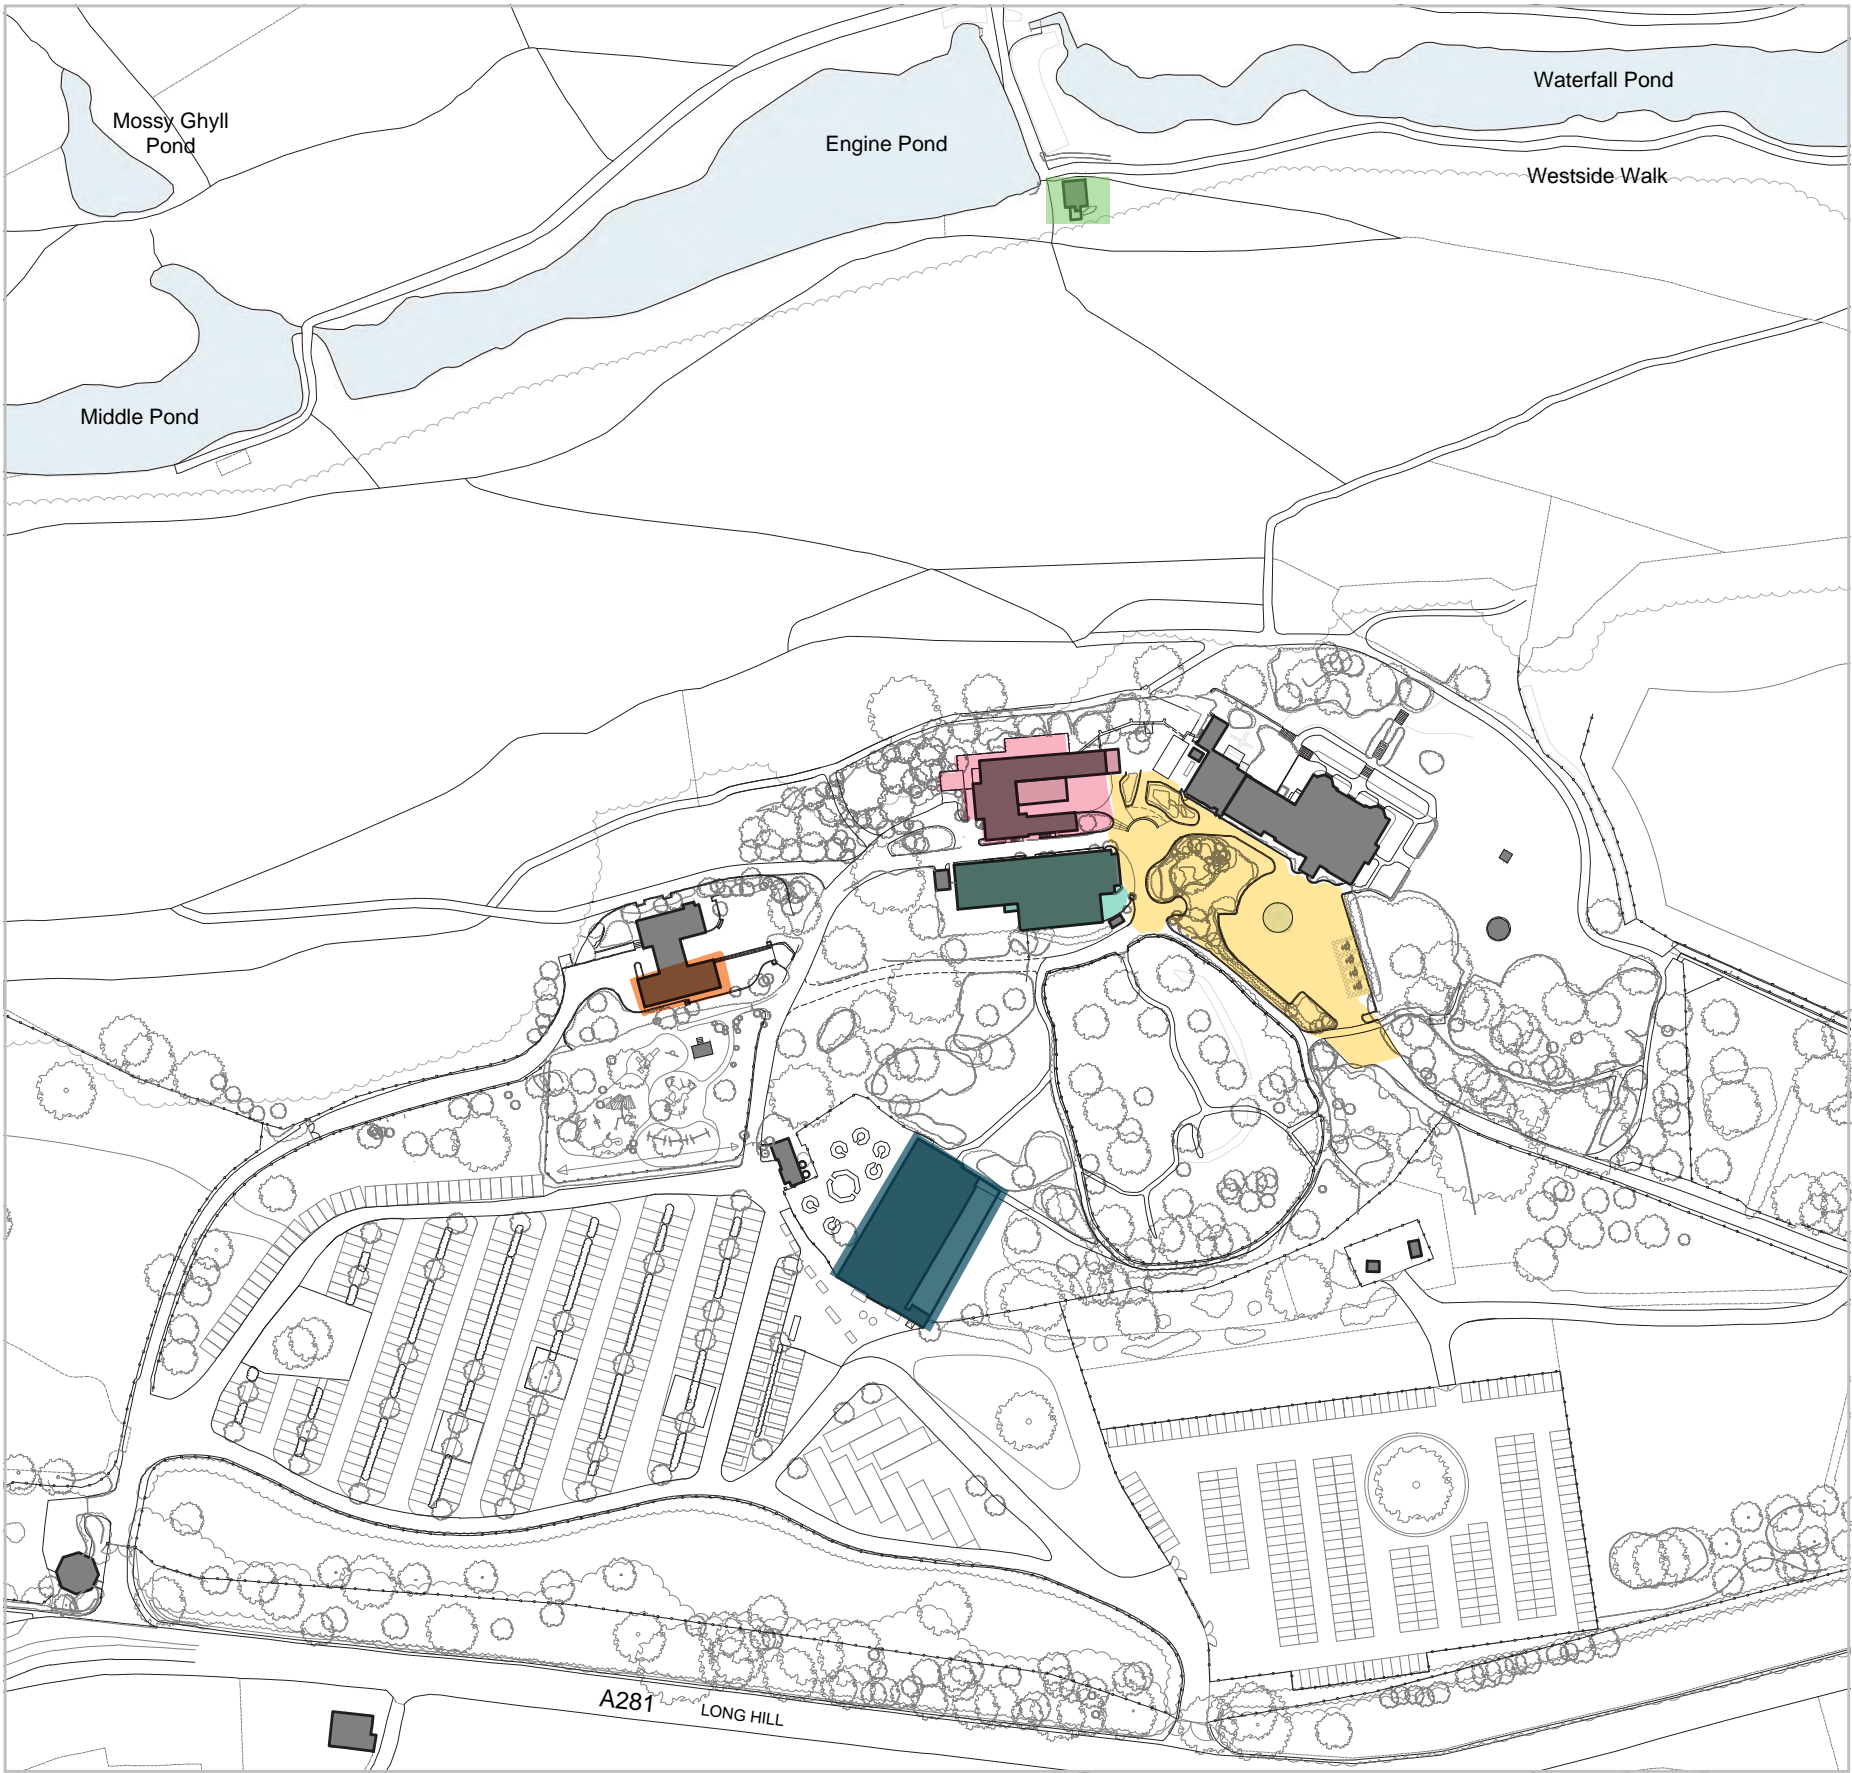 Waterfall Pond
Mossy Ghyll
Pond
Engine Pond
Westside Walk
Middle Pond
A281
LONG HILL